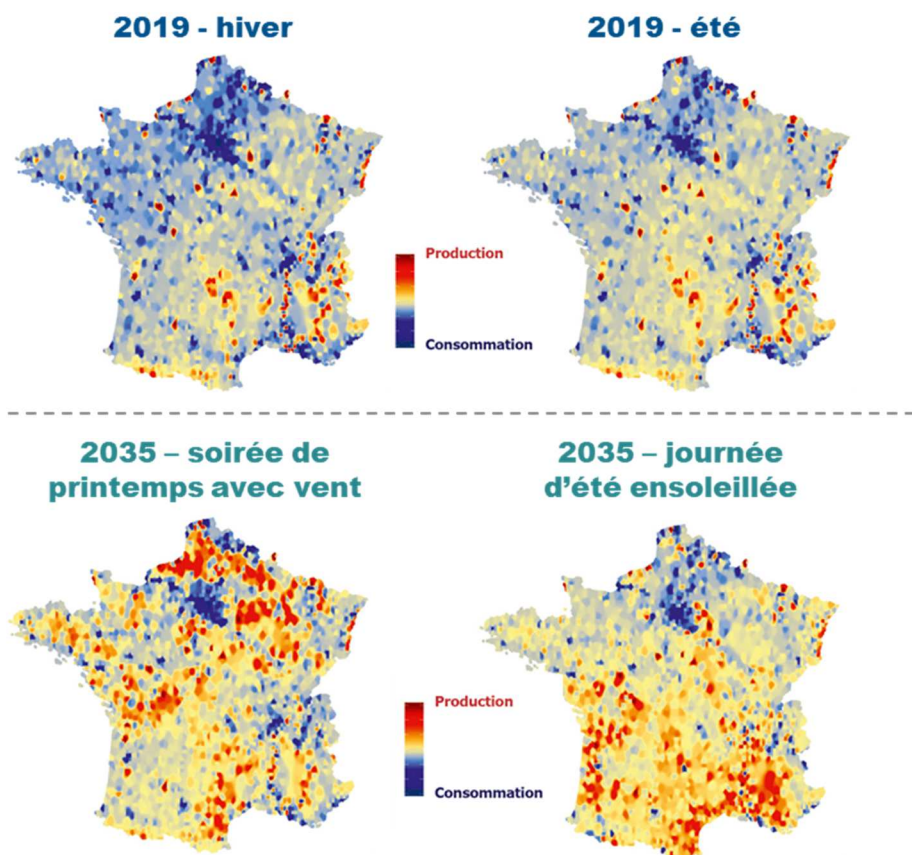 2019 - hiver
2019 - été
Production
Consommation
2035 – soirée de
printemps avec vent
2035 – journée
d’été ensoleillée
Production
Consommation